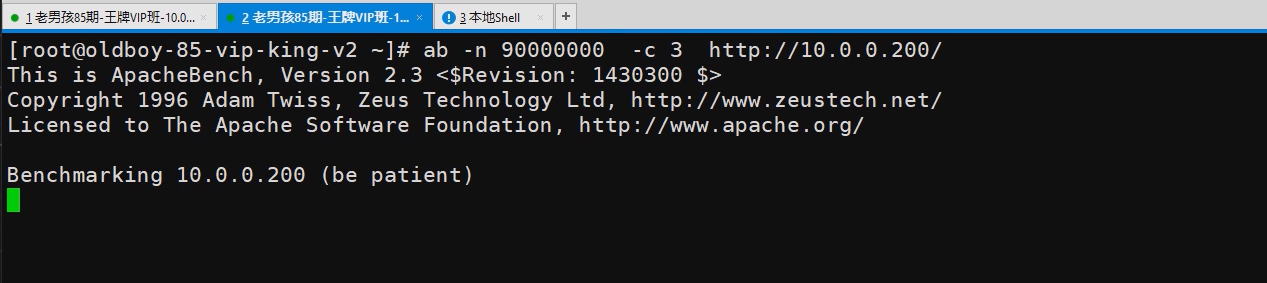 1 老男孩85期-王牌VIP班-10.0...
2 老男孩85期-王牌VIP班-1...
3 本地Shell
[root@oldboy-85-vip-king-v2 ~]# ab -n 90000000  -c 3  http://10.0.0.200/
This is ApacheBench, Version 2.3 <$Revision: 1430300 $>
Copyright 1996 Adam Twiss, Zeus Technology Ltd, http://www.zeustech.net/
Licensed to The Apache Software Foundation, http://www.apache.org/
Benchmarking 10.0.0.200 (be patient)